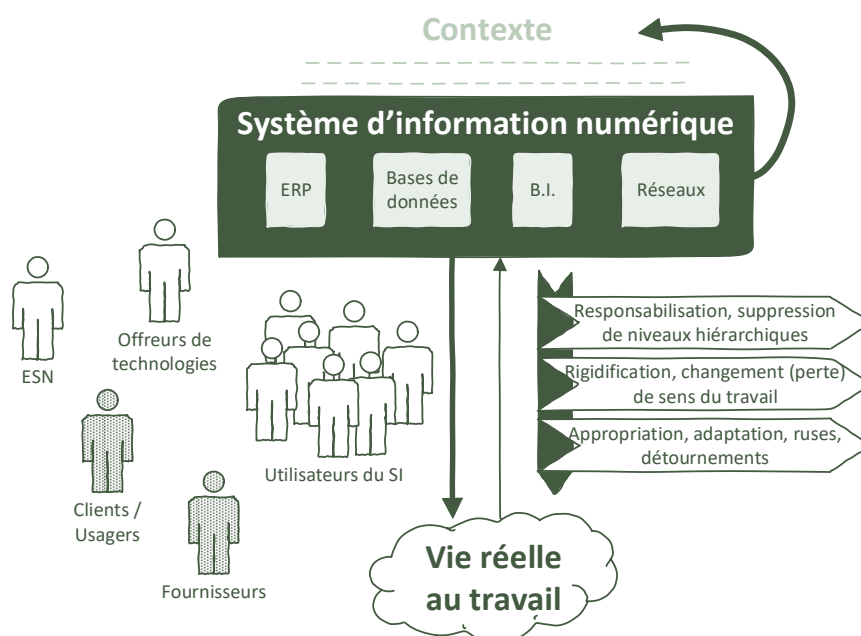 Contexte
Système d’information numérique
ERP
Bases de
données
B.I.
Réseaux
Responsabilisation, suppression
de niveaux hiérarchiques
Rigidification, changement (perte)
de sens du travail
Appropriation, adaptation, ruses,
détournements
ESN
Offreurs de
technologies
Utilisateurs du SI
Clients /
Usagers
Fournisseurs
Vie réelle
au travail